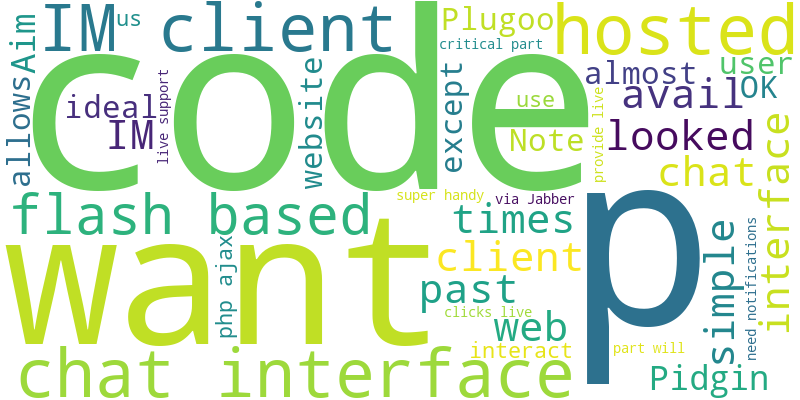 IM
us
client
Plugoo
hosted
critical part
Aim
allows
code
ideal
IM
live support
website
except
use
Note
almost
user
avail
OK
provide live
looked
chat
interface
flash based
super handy
via Jabber
times
want
p
php ajax
client
simple
need notifications
past
clicks live
web
interact
part will
chat interface
Pidgin